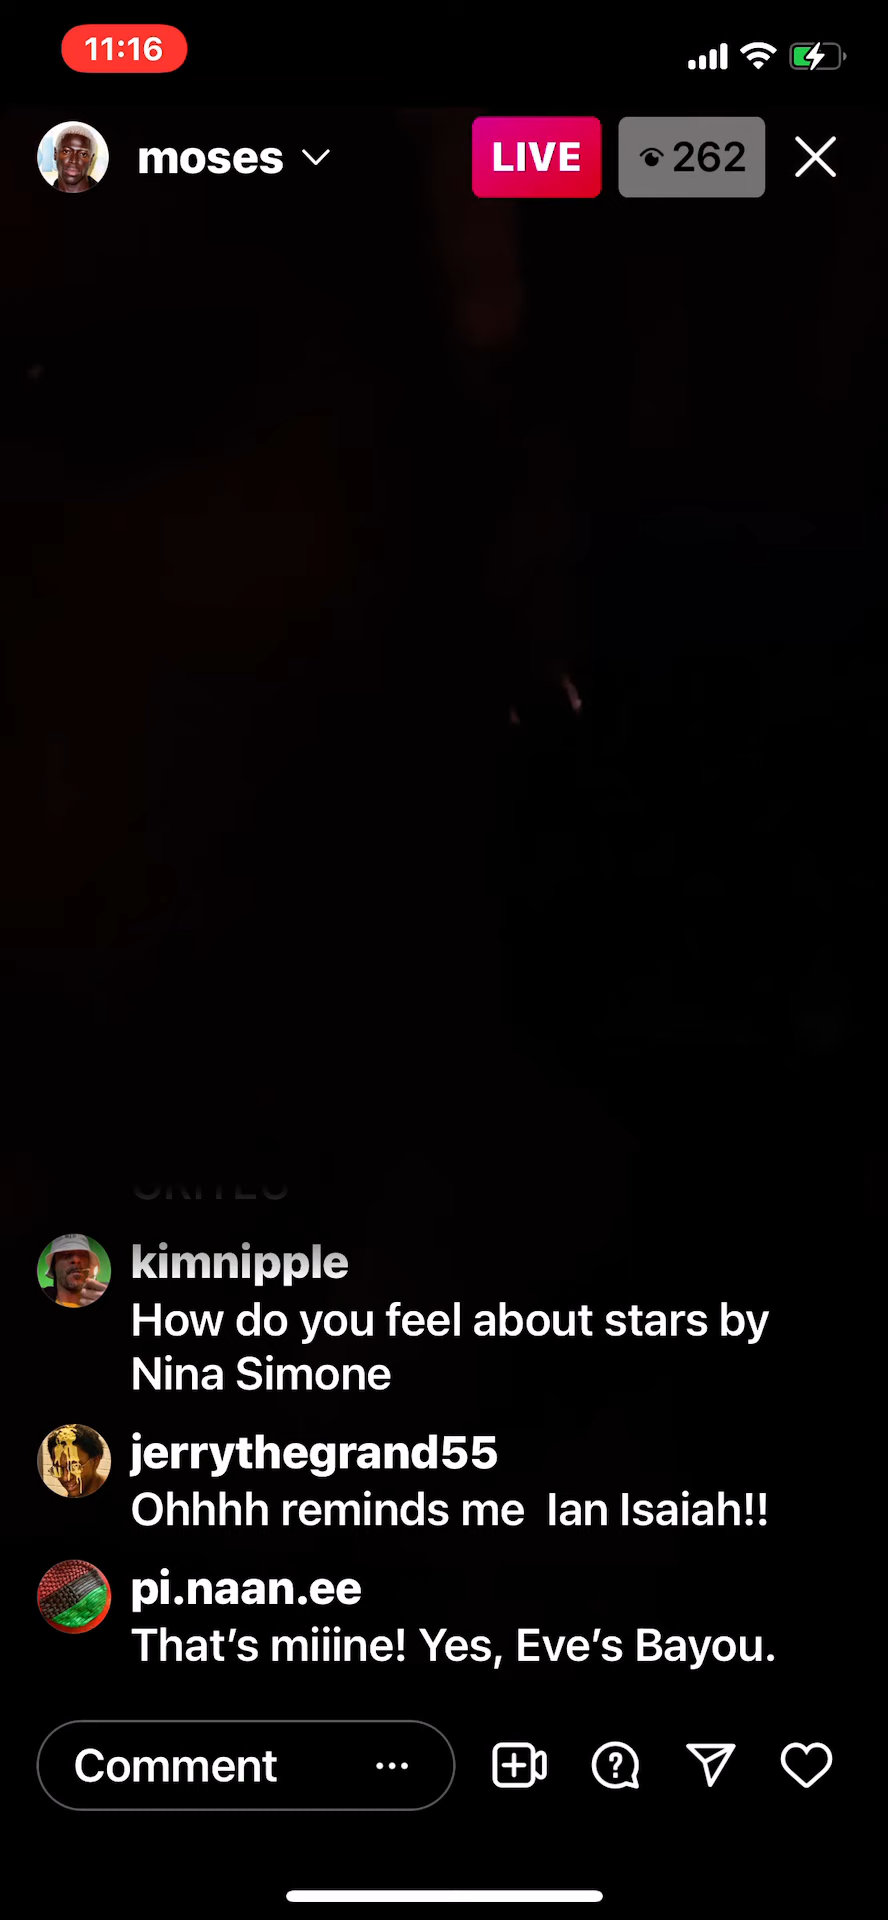 11:16
moses
LIVE
262
kimnipple
How do you feel about stars by
Nina Simone
jerrythegrand55
Ohhhh reminds me  Ian Isaiah!!
pi.naan.ee
That’s miiine! Yes, Eve’s Bayou.
Comment